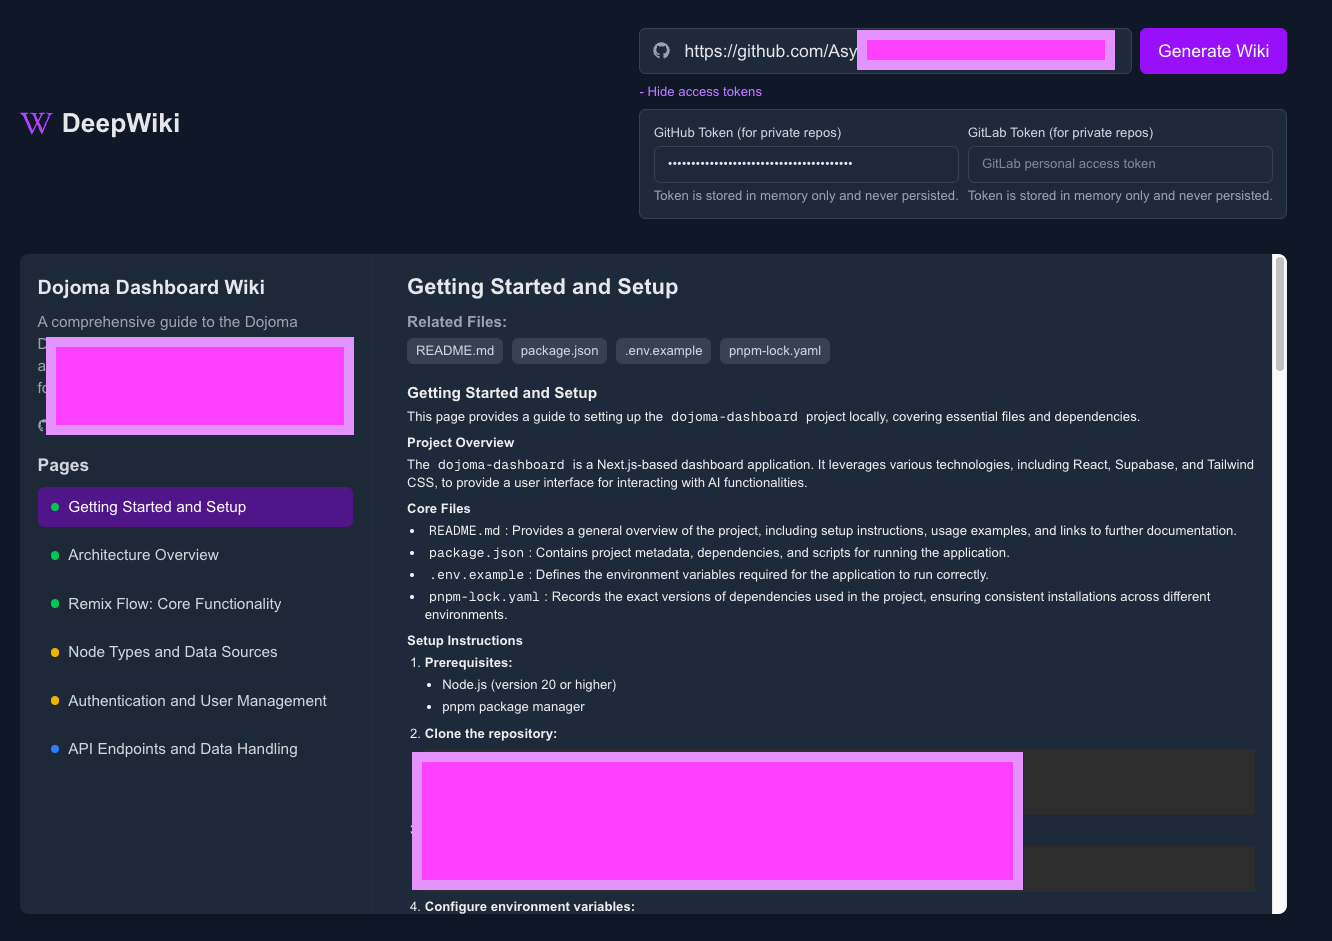 https://github.com/Asy
Generate Wiki
- Hide access tokens
DeepWiki
GitHub Token (for private repos)
GitLab Token (for private repos)
••••••••••••••••••••••••••••••••••••••••
GitLab personal access token
Token is stored in memory only and never persisted.
Token is stored in memory only and never persisted.
Dojoma Dashboard Wiki
A comprehensive guide to the Dojoma
Pages
Getting Started and Setup
Architecture Overview
Remix Flow: Core Functionality
Node Types and Data Sources
Authentication and User Management
API Endpoints and Data Handling
Getting Started and Setup
Related Files:
README.md
package.json
.env.example
pnpm-lock.yaml
Getting Started and Setup
This page provides a guide to setting up the dojoma-dashboard project locally, covering essential files and dependencies.
Project Overview
The dojoma-dashboard is a Next.js-based dashboard application. It leverages various technologies, including React, Supabase, and Tailwind
CSS, to provide a user interface for interacting with AI functionalities.
Core Files
• README.md : Provides a general overview of the project, including setup instructions, usage examples, and links to further documentation.
• package.json : Contains project metadata, dependencies, and scripts for running the application.
• .env.example : Defines the environment variables required for the application to run correctly.
• pnpm-lock.yaml : Records the exact versions of dependencies used in the project, ensuring consistent installations across different
environments.
Setup Instructions
1. Prerequisites:
• Node.js (version 20 or higher)
• pnpm package manager
2. Clone the repository:
4. Configure environment variables: